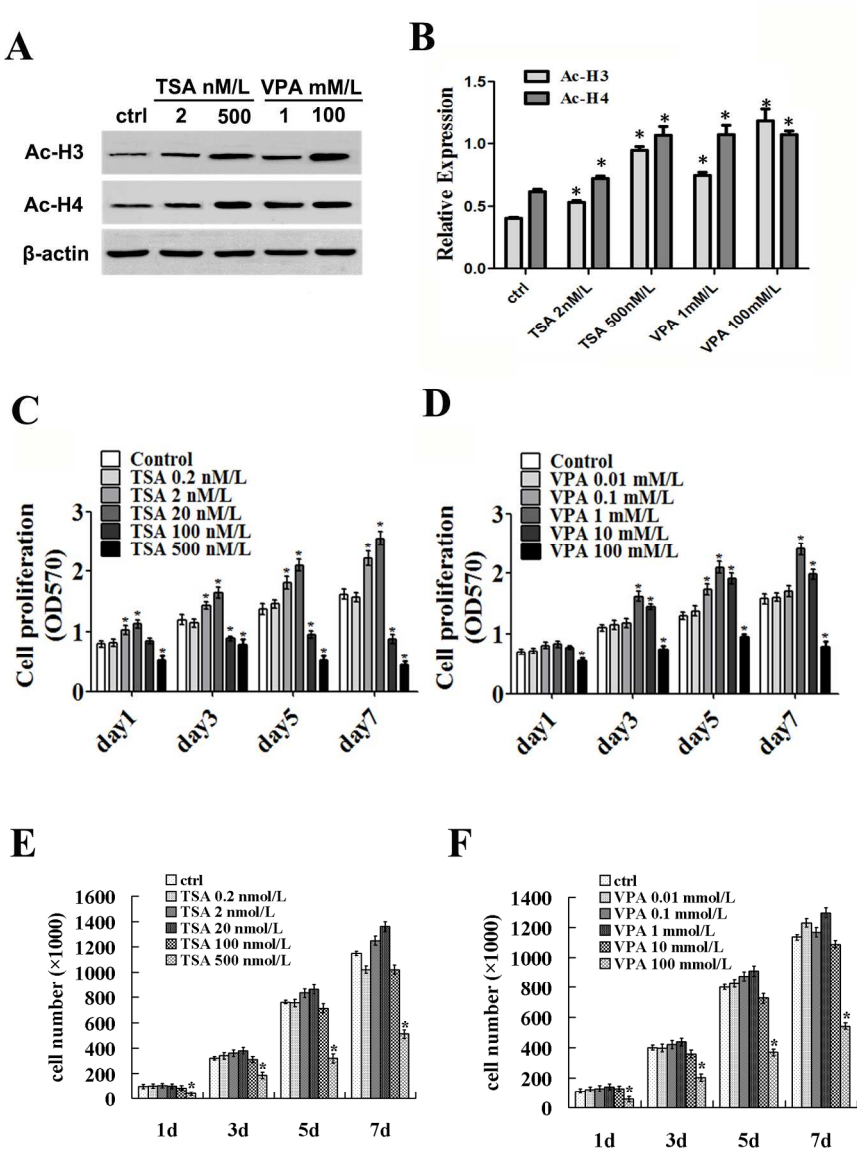 A
TSA nM/L VPA mM/L
ctrl 2 500 1 100
Ac-H3
Ac-H4
β-actin
B
Ac-H3
Ac-H4
Relative Expression
1.5
1.0
0.5
0.0
* * * * * * * *
ctrl
TSA 2nM/L
TSA 500nM/L
VPA 1mM/L
VPA 100mM/L
C
Control
TSA 0.2 nM/L
TSA 2 nM/L
TSA 20 nM/L
TSA 100 nM/L
TSA 500 nM/L
Cell proliferation
(OD570)
3
2
1
0
* * * * * * * * * * * * * * *
day1
day3
day5
day7
D
Control
VPA 0.01 mM/L
VPA 0.1 mM/L
VPA 1 mM/L
VPA 10 mM/L
VPA 100 mM/L
Cell proliferation
(OD570)
3
2
1
0
* * * * * * * * * * *
day1
day3
day5
day7
E
ctrl
TSA 0.2 nmol/L
TSA 2 nmol/L
TSA 20 nmol/L
TSA 100 nmol/L
TSA 500 nmol/L
cell number (×1000)
1600
1400
1200
1000
800
600
400
200
0
* * * *
1d 3d 5d 7d
F
ctrl
VPA 0.01 mmol/L
VPA 0.1 mmol/L
VPA 1 mmol/L
VPA 10 mmol/L
VPA 100 mmol/L
cell number (×1000)
1400
1200
1000
800
600
400
200
0
* * * *
1d 3d 5d 7d